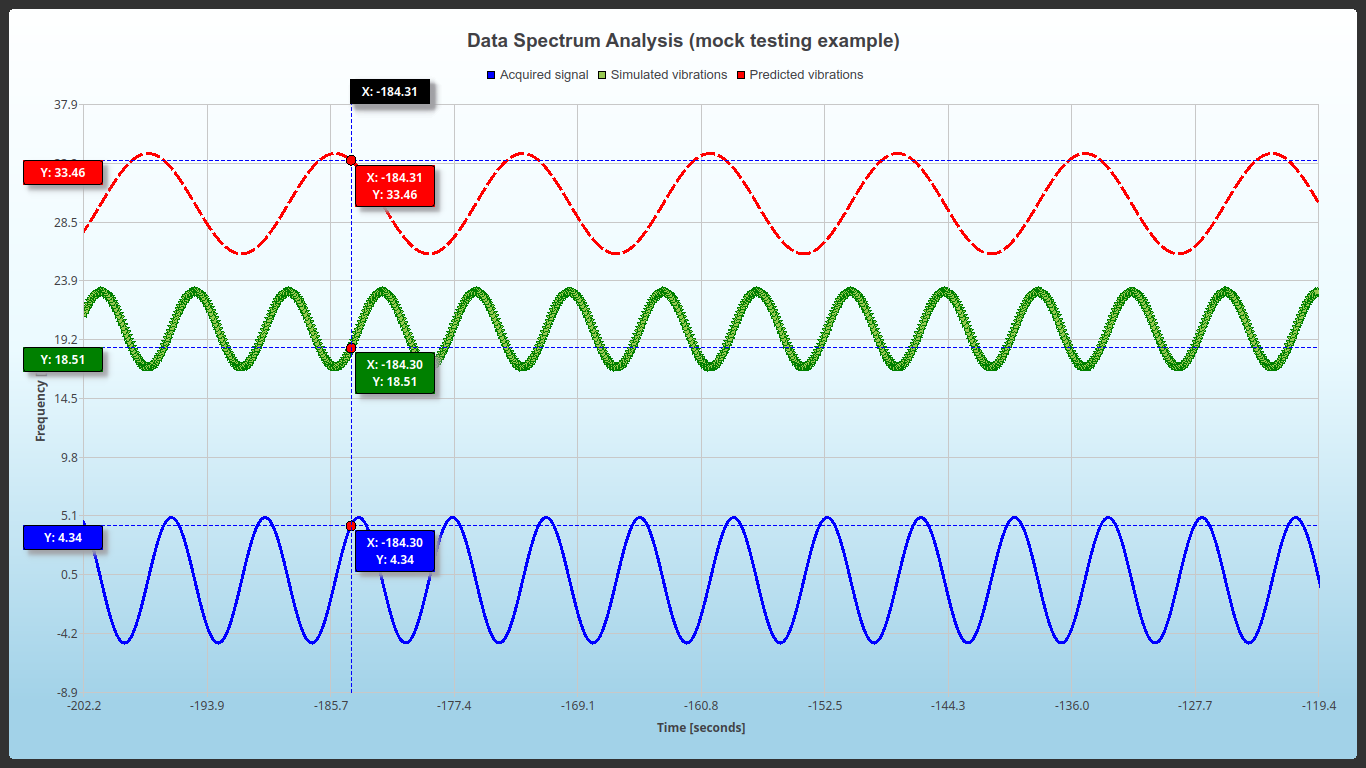 Data Spectrum Analysis (mock testing example)
Acquired signal Simulated vibrations Predicted vibrations
X: -184.31
37.9
Y: 33.46
X: -184.31
Y: 33.46
28.5
23.9
19.2
Y: 18.51
X: -184.30
Y: 18.51
Frequency
14.5
9.8
5.1
Y: 4.34
X: -184.30
Y: 4.34
0.5
-4.2
-8.9
-202.2 -193.9 -185.7 -177.4 -169.1 -160.8 -152.5 -144.3 -136.0 -127.7 -119.4
Time [seconds]